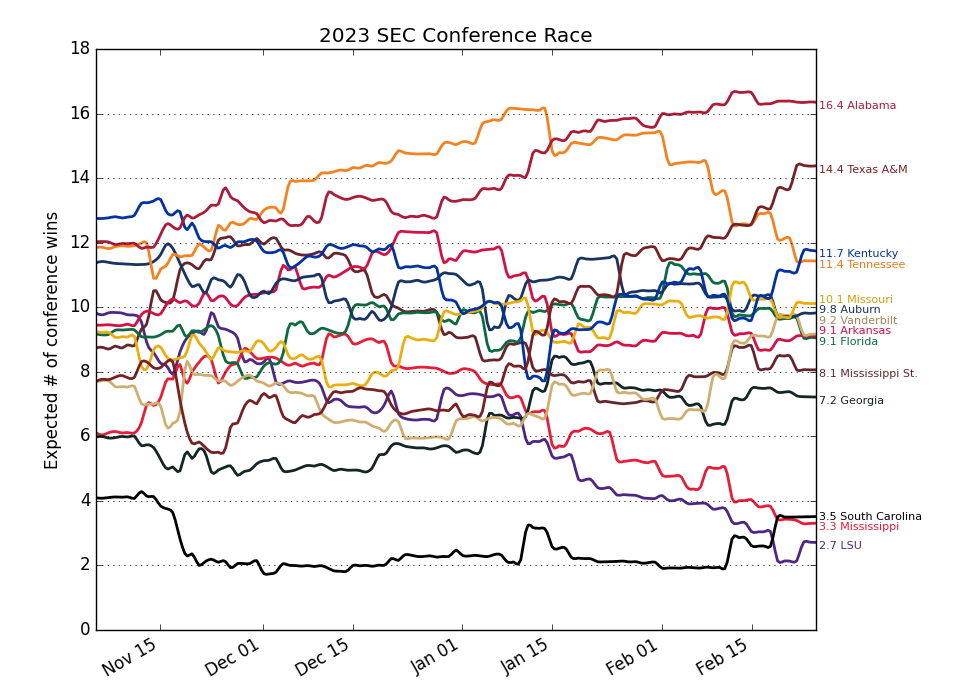 2023 SEC Conference Race
Expected # of conference wins
18
16
14
12
10
8
6
4
2
0
Nov 15
Dec 01
Dec 15
Jan 01
Jan 15
Feb 01
Feb 15
16.4 Alabama
14.4 Texas A&M
11.7 Kentucky
11.4 Tennessee
10.1 Missouri
9.8 Auburn
9.2 Vanderbilt
9.1 Arkansas
9.1 Florida
8.1 Mississippi St.
7.2 Georgia
3.5 South Carolina
3.3 Mississippi
2.7 LSU